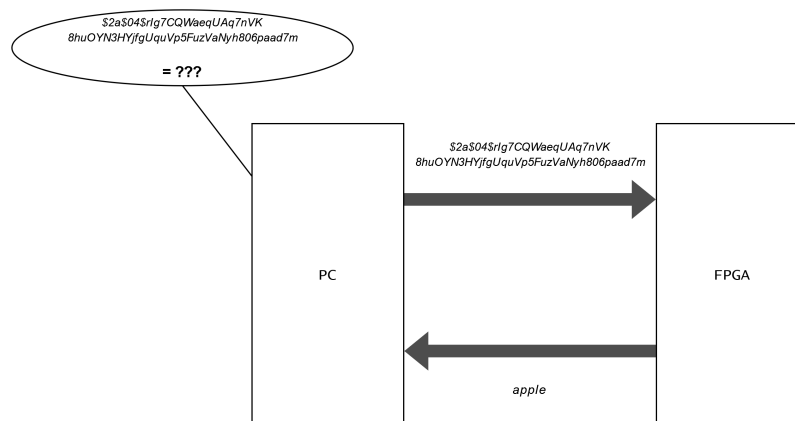 $2a$04$rIg7CQWaeqUAq7nVK
8huOYN3HYjfgUquVp5FuzVaNyh806paad7m
= ???
$2a$04$rIg7CQWaeqUAq7nVK
8huOYN3HYjfgUquVp5FuzVaNyh806paad7m
PC
FPGA
apple